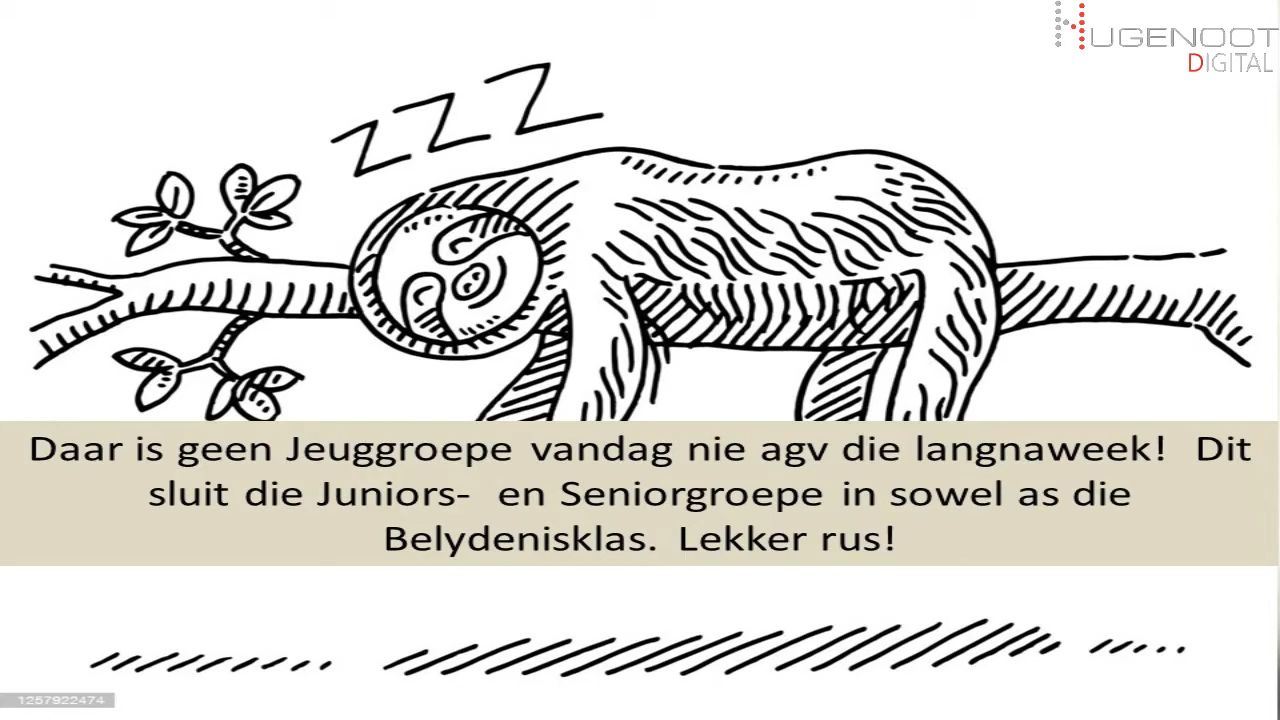 HUGENOOT
DIGITAL
ZZZ
Daar is geen Jeuggroepe vandag nie agv die langnaweek! Dit
sluit die Juniors- en Seniorgroepe in sowel as die
Belydenisklas. Lekker rus!
1257922474